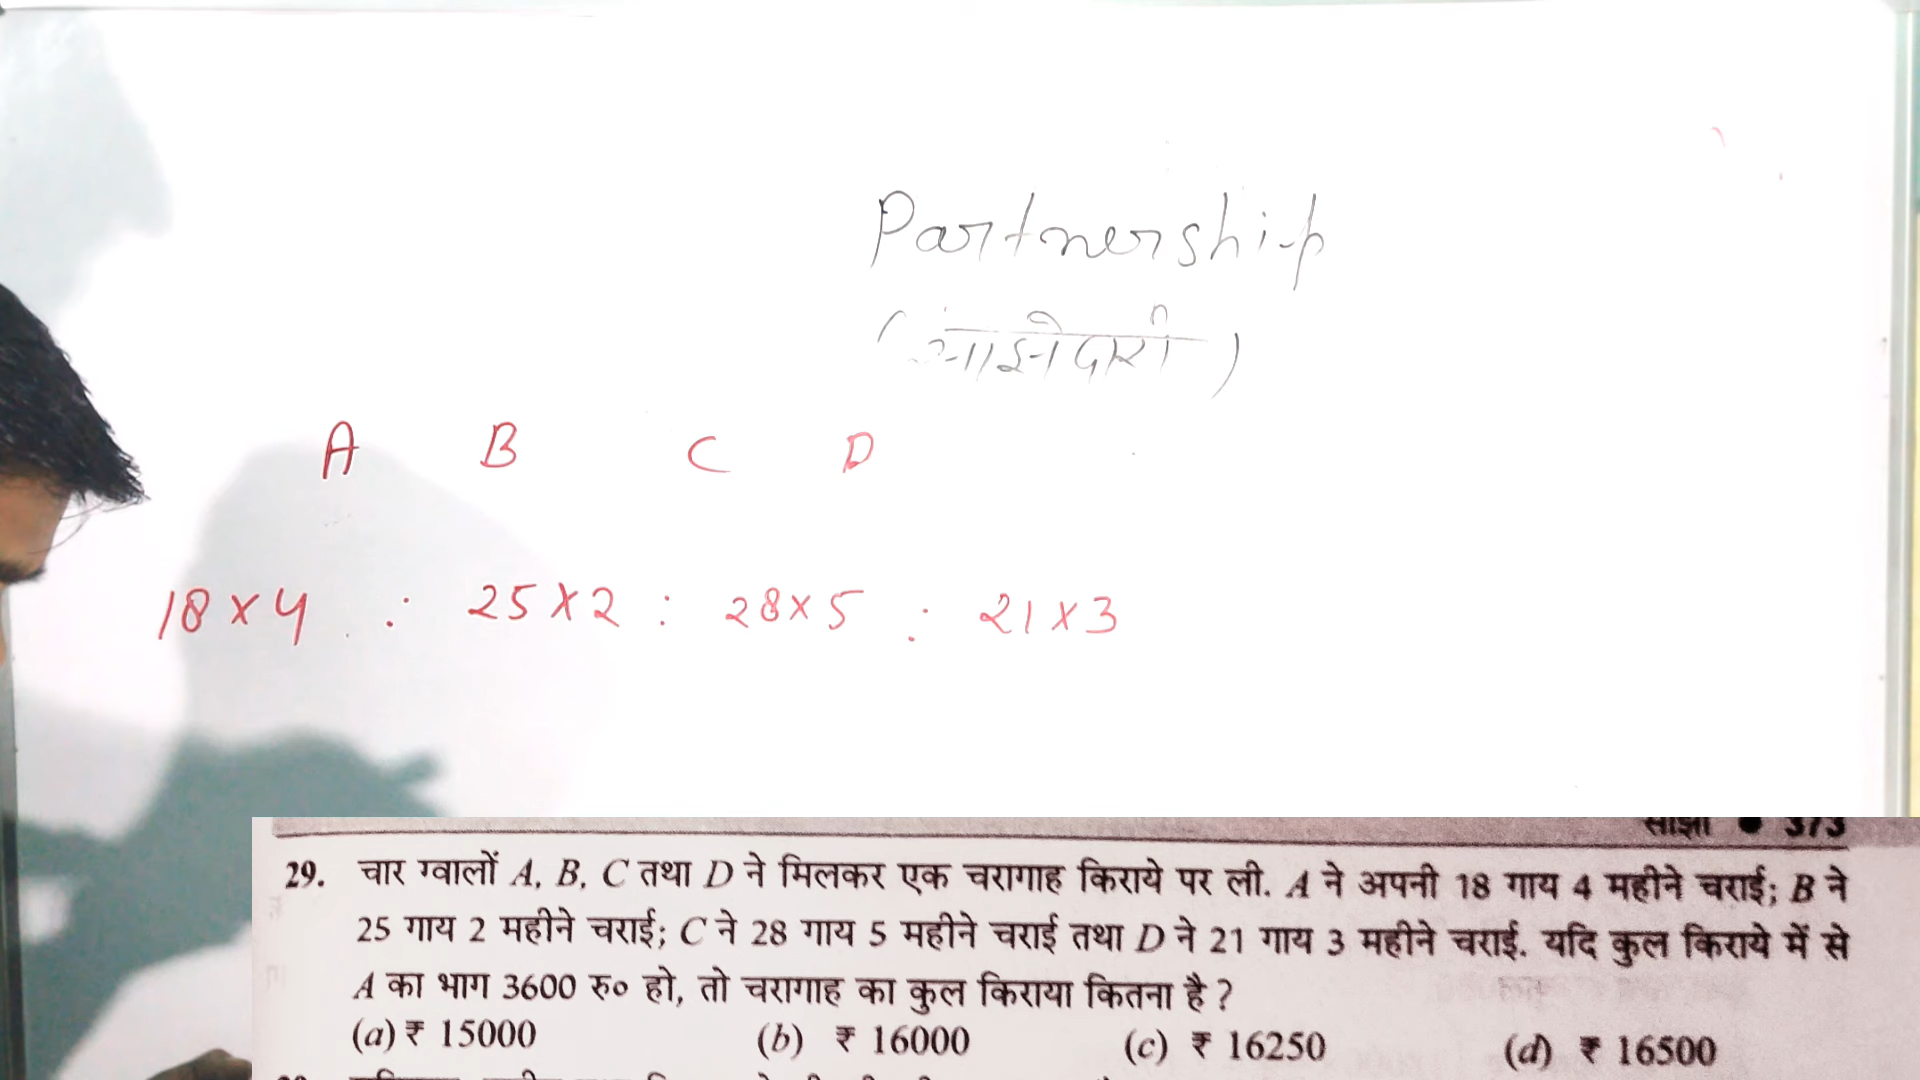 Partnership
(साझेदारी)
A B C D
18×4 : 25×2 : 28×5 : 21×3
साझा ● 373
29. चार ग्वालों A, B, C तथा D ने मिलकर एक चरागाह किराये पर ली. A ने अपनी 18 गाय 4 महीने चराई; B ने
25 गाय 2 महीने चराई; C ने 28 गाय 5 महीने चराई तथा D ने 21 गाय 3 महीने चराई. यदि कुल किराये में से
A का भाग 3600 रु० हो, तो चरागाह का कुल किराया कितना है ?
(a) ₹ 15000 (b) ₹ 16000 (c) ₹ 16250 (d) ₹ 16500